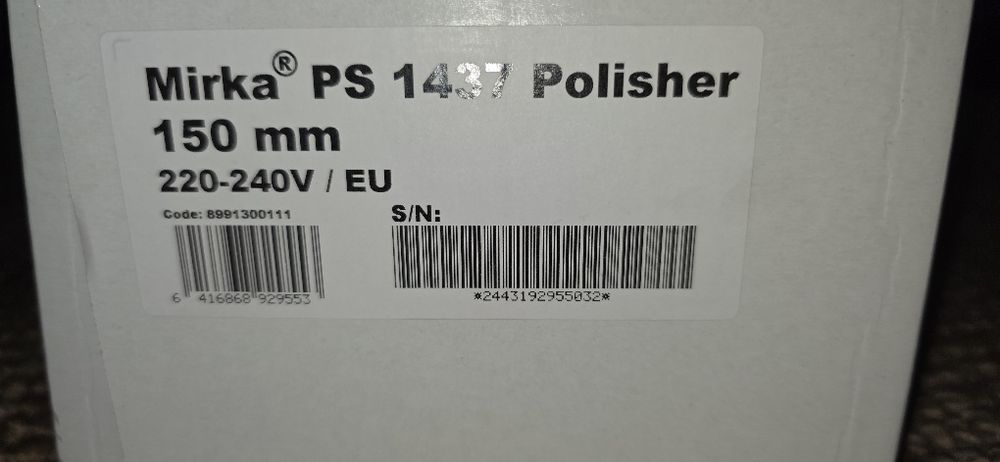 Mirka® PS 1437 Polisher
150 mm
220-240V / EU
Code: 8991300111
S/N:
6 416868 929553
*2443192955032*